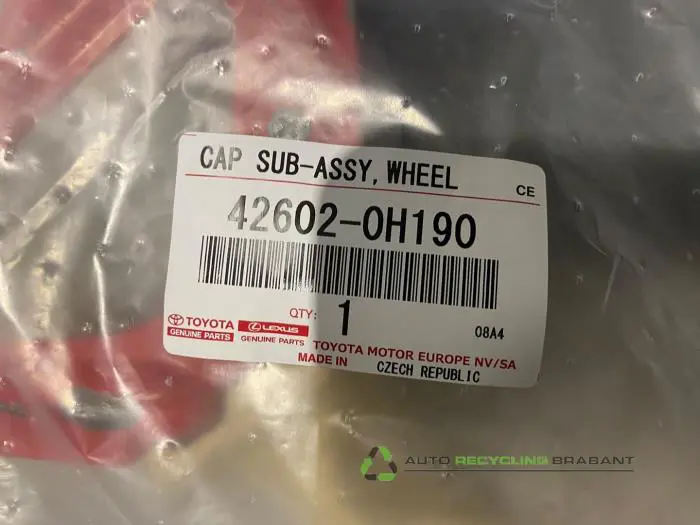 CAP SUB-ASSY, WHEEL
CE
42602-0H190
QTY: 1
08A4
TOYOTA
GENUINE PARTS
LEXUS
GENUINE PARTS
TOYOTA MOTOR EUROPE NV/SA
MADE IN CZECH REPUBLIC
AUTO RECYCLING BRABANT